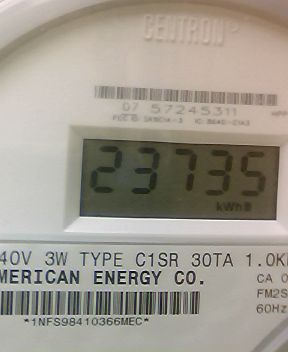 CENTRON
07 57245311
23735
kWh
40V 3W TYPE C1SR 30TA 1.0K
MERICAN ENERGY CO.
CA 0
FM2S
60Hz
*1NFS98410366MEC*